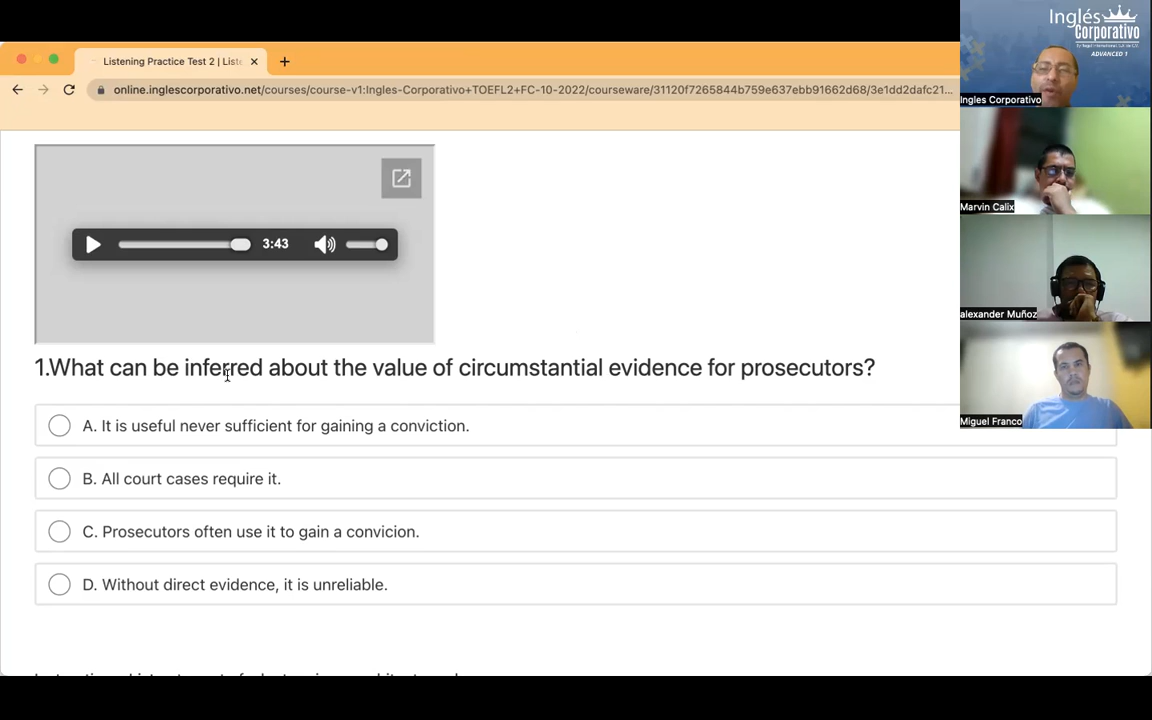 Listening Practice Test 2 | Liste
online.inglescorporativo.net/courses/course-v1:Ingles-Corporativo+TOEFL2+FC-10-2022/courseware/31120f7265844b759e637ebb91662d68/3e1dd2dafc21...
3:43
1.What can be inferred about the value of circumstantial evidence for prosecutors?
A. It is useful never sufficient for gaining a conviction.
B. All court cases require it.
C. Prosecutors often use it to gain a convicion.
D. Without direct evidence, it is unreliable.
Inglés
Corporativo
ADVANCED 1
Ingles Corporativo
Marvin Calix
alexander Muñoz
Miguel Franco